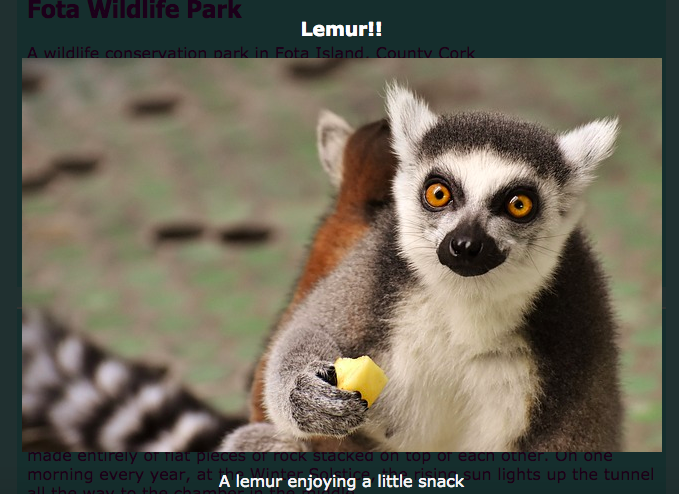 Fota Wildlife Park
Lemur!!
A wildlife conservation park in Fota Island, County Cork
made entirely of flat pieces of rock stacked on top of each other. On one
morning every year, at the Winter Solstice, the rising sun lights up the tunnel
A lemur enjoying a little snack
all the way to the chamber in the middle.